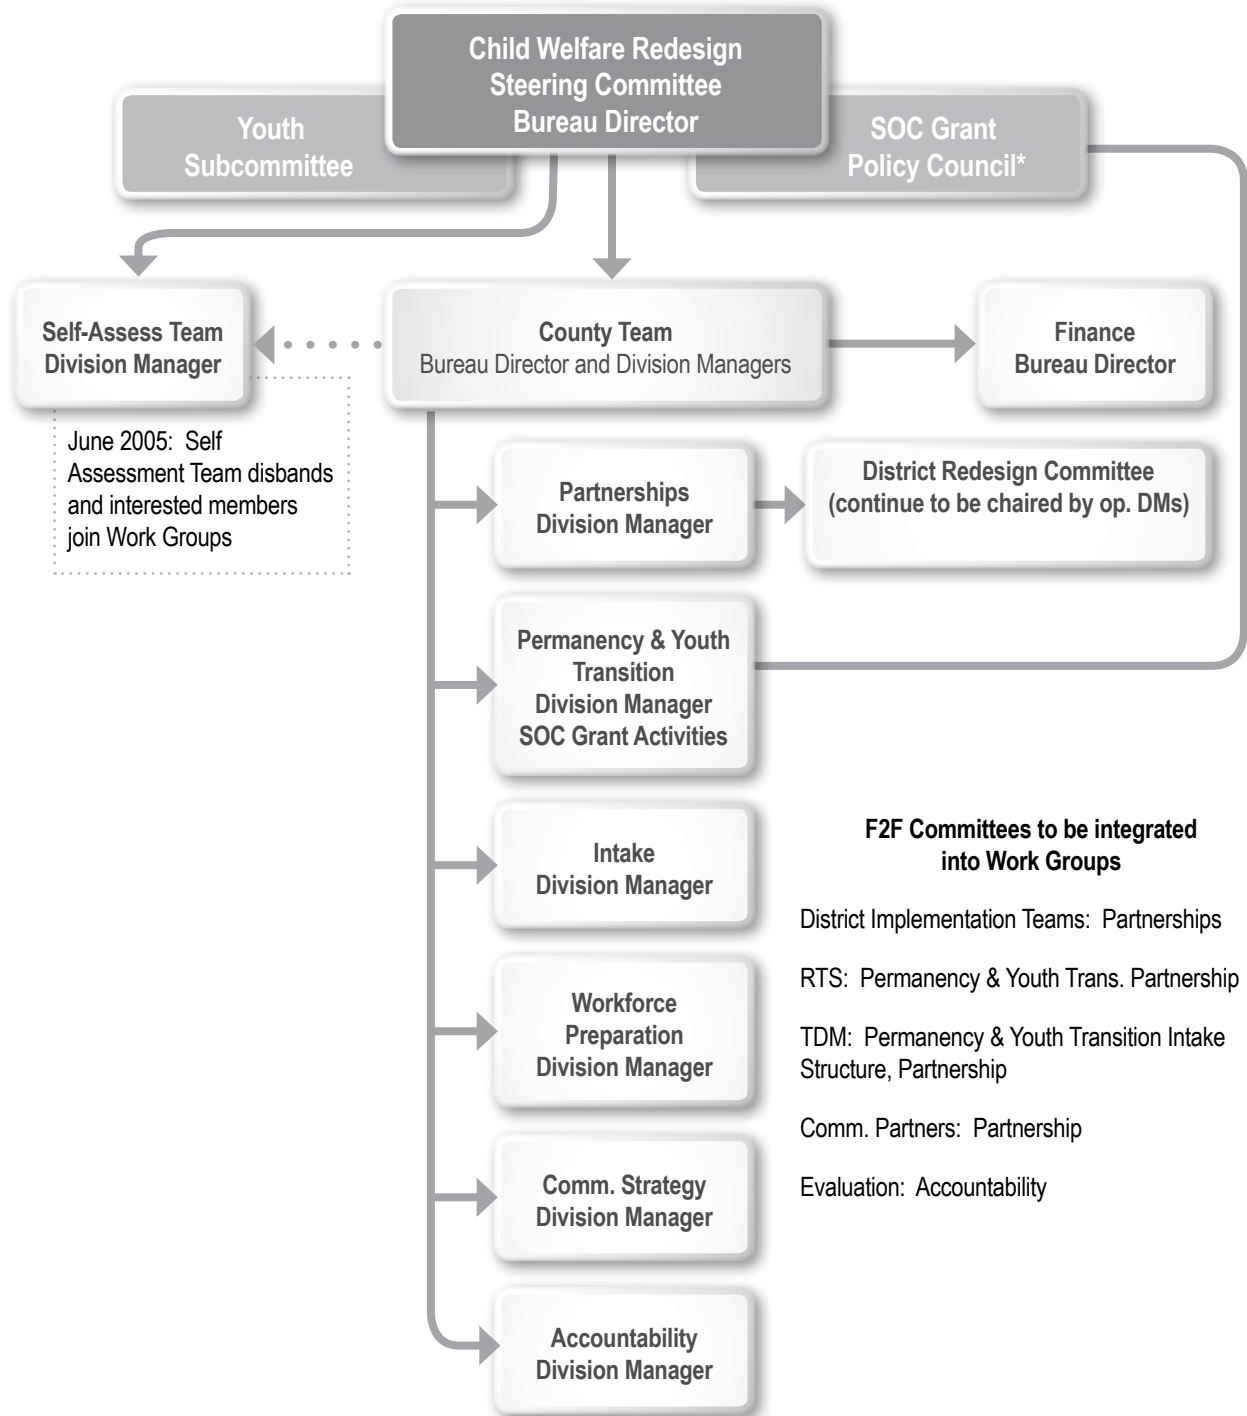 Child Welfare Redesign
Steering Committee
Bureau Director
Youth
Subcommittee
SOC Grant
Policy Council*
Self-Assess Team
Division Manager
County Team
Bureau Director and Division Managers
Finance
Bureau Director
June 2005: Self
Assessment Team disbands
and interested members
join Work Groups
Partnerships
Division Manager
District Redesign Committee
(continue to be chaired by op. DMs)
Permanency & Youth
Transition
Division Manager
SOC Grant Activities
Intake
Division Manager
Workforce
Preparation
Division Manager
Comm. Strategy
Division Manager
Accountability
Division Manager
F2F Committees to be integrated
into Work Groups
District Implementation Teams: Partnerships
RTS: Permanency & Youth Trans. Partnership
TDM: Permanency & Youth Transition Intake
Structure, Partnership
Comm. Partners: Partnership
Evaluation: Accountability